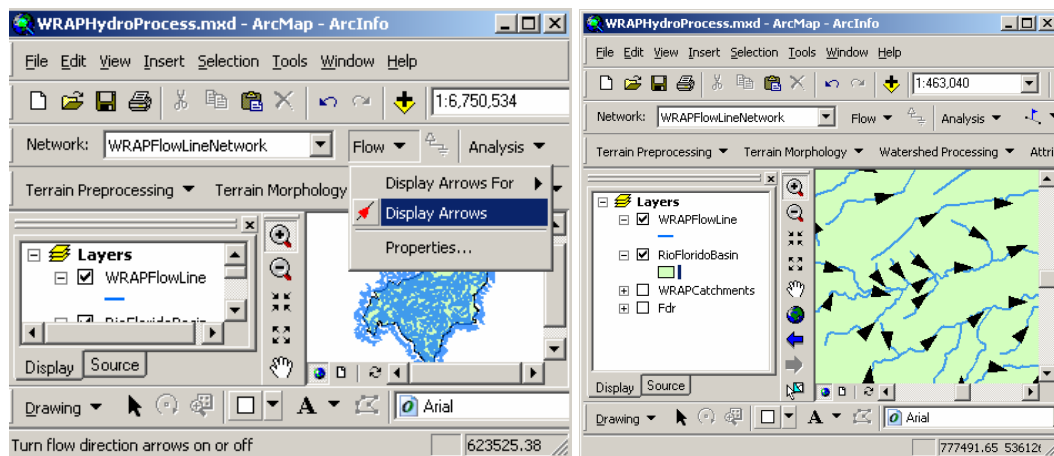 WRAPHydroProcess.mxd - ArcMap - ArcInfo
File Edit View Insert Selection Tools Window Help
1:6,750,534
Network: WRAPFlowLineNetwork Flow Analysis
Terrain Preprocessing Terrain Morphology
Display Arrows For
Display Arrows
Properties...
Layers
WRAPFlowLine
RioFloridoBasin
Display Source
Drawing A Arial
Turn flow direction arrows on or off 623525.38
WRAPHydroProcess.mxd - ArcMap - ArcInfo
File Edit View Insert Selection Tools Window Help
1:463,040
Network: WRAPFlowLineNetwork Flow Analysis
Terrain Preprocessing Terrain Morphology Watershed Processing Attri
Layers
WRAPFlowLine
RioFloridoBasin
WRAPCatchments
Fdr
Display Source
Drawing A Arial
777491.65 53612